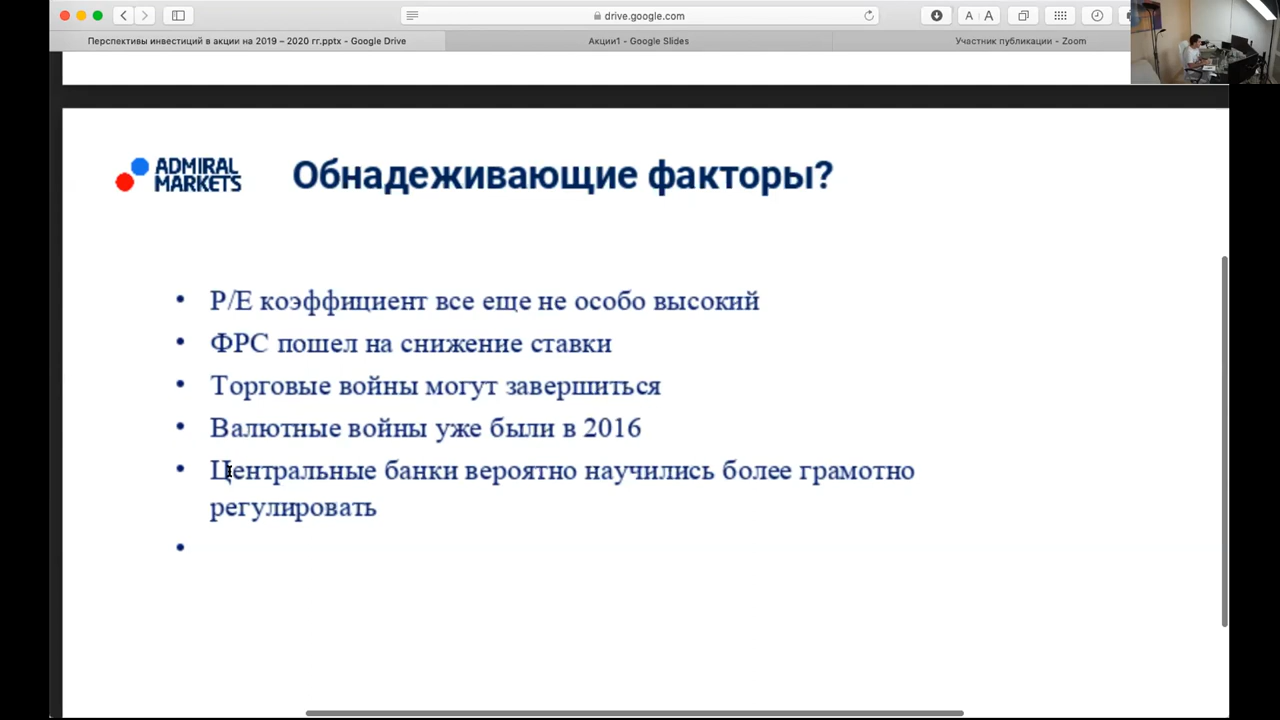 drive.google.com
A A
Перспективы инвестиций в акции на 2019 – 2020 гг.pptx - Google Drive
Акции1 - Google Slides
Участник публикации - Zoom
ADMIRAL
MARKETS
Обнадеживающие факторы?
• P/E коэффициент все еще не особо высокий
• ФРС пошел на снижение ставки
• Торговые войны могут завершиться
• Валютные войны уже были в 2016
• Центральные банки вероятно научились более грамотно
регулировать
•